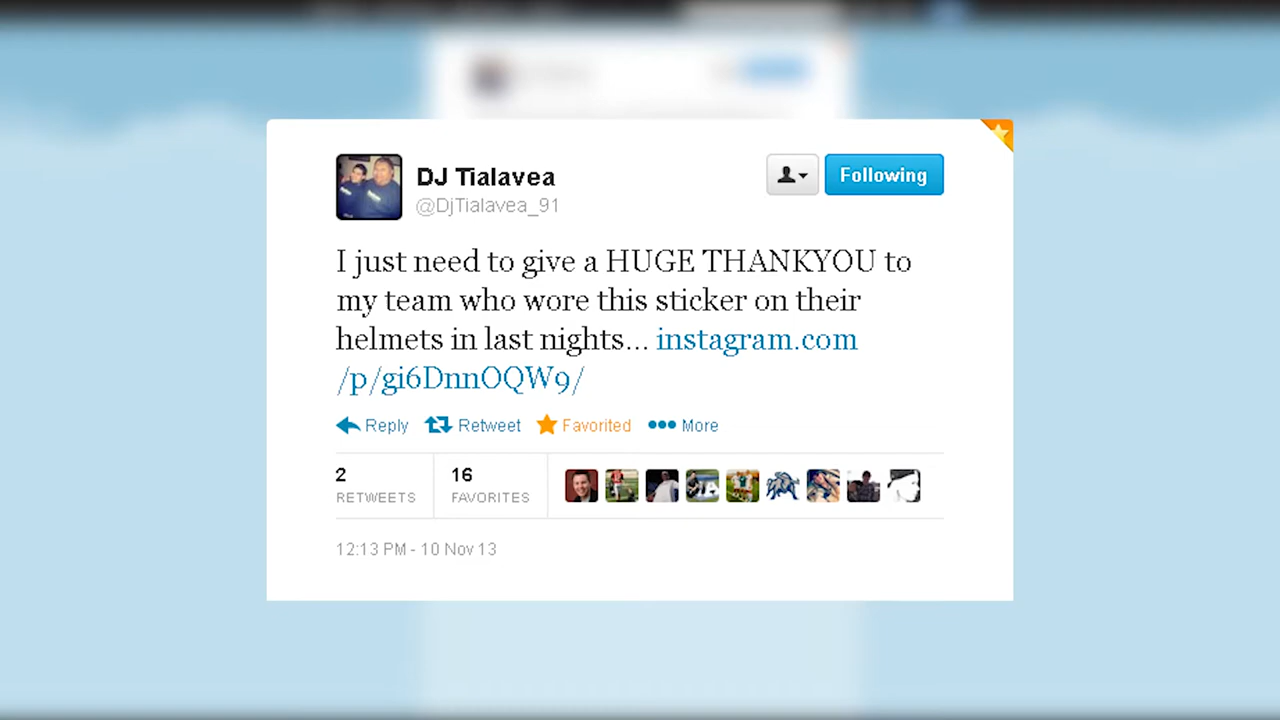 DJ Tialavea
@DjTialavea_91
Following
I just need to give a HUGE THANKYOU to
my team who wore this sticker on their
helmets in last nights... instagram.com
/p/gi6DnnOQW9/
Reply Retweet Favorited More
2 16
RETWEETS FAVORITES
12:13 PM - 10 Nov 13